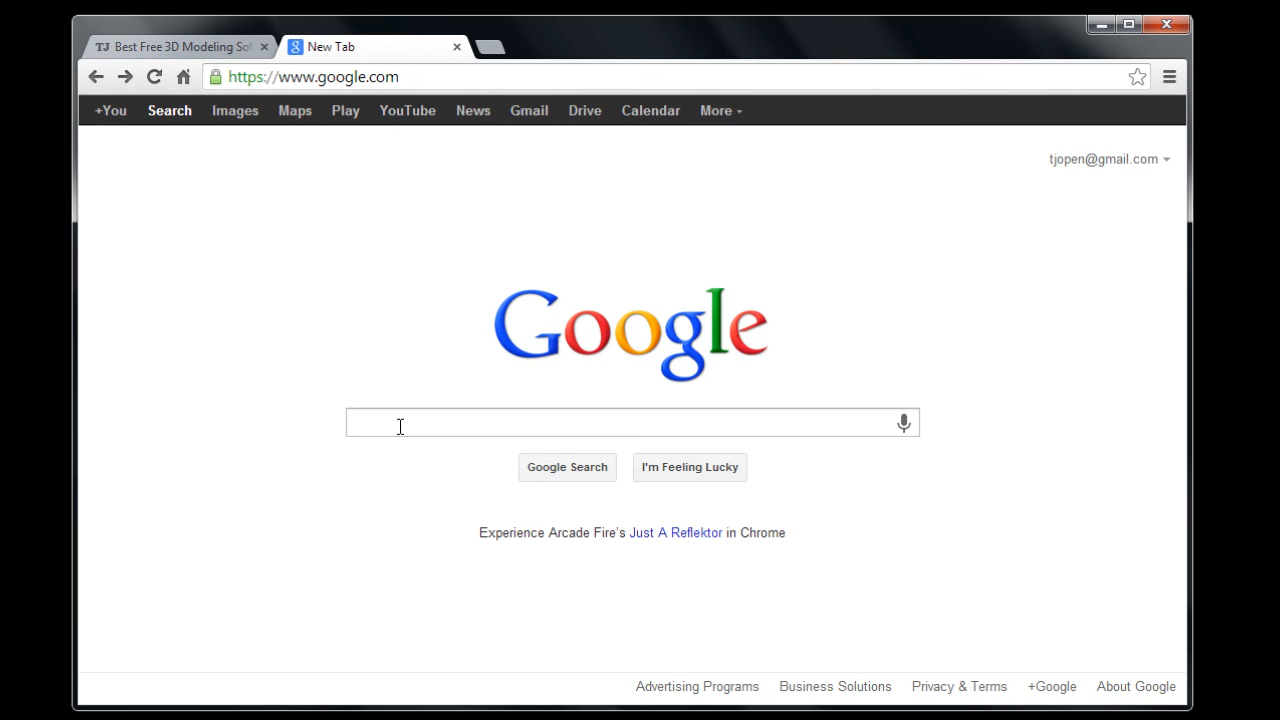 TJ Best Free 3D Modeling So
New Tab
https://www.google.com
+You Search Images Maps Play YouTube News Gmail Drive Calendar More
tjopen@gmail.com
Google
Google Search I'm Feeling Lucky
Experience Arcade Fire's Just A Reflektor in Chrome
Advertising Programs Business Solutions Privacy & Terms +Google About Google